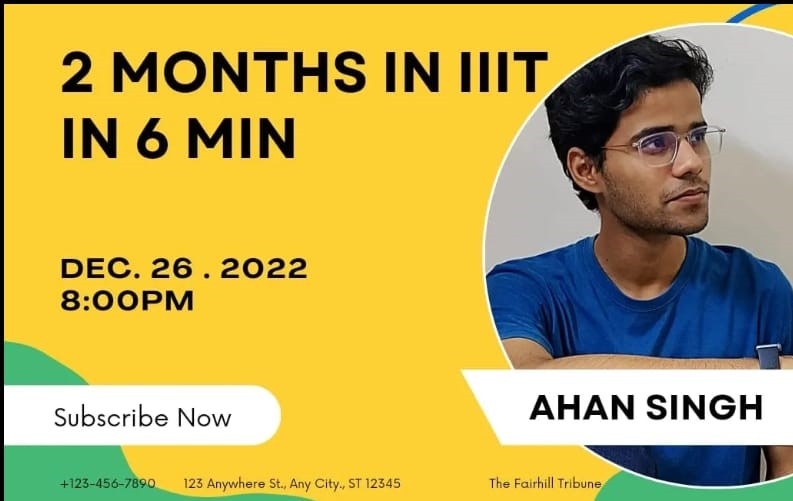 2 MONTHS IN IIIT
IN 6 MIN
DEC. 26 . 2022
8:00PM
Subscribe Now
AHAN SINGH
+123-456-7890 123 Anywhere St., Any City., ST 12345 The Fairhill Tribune